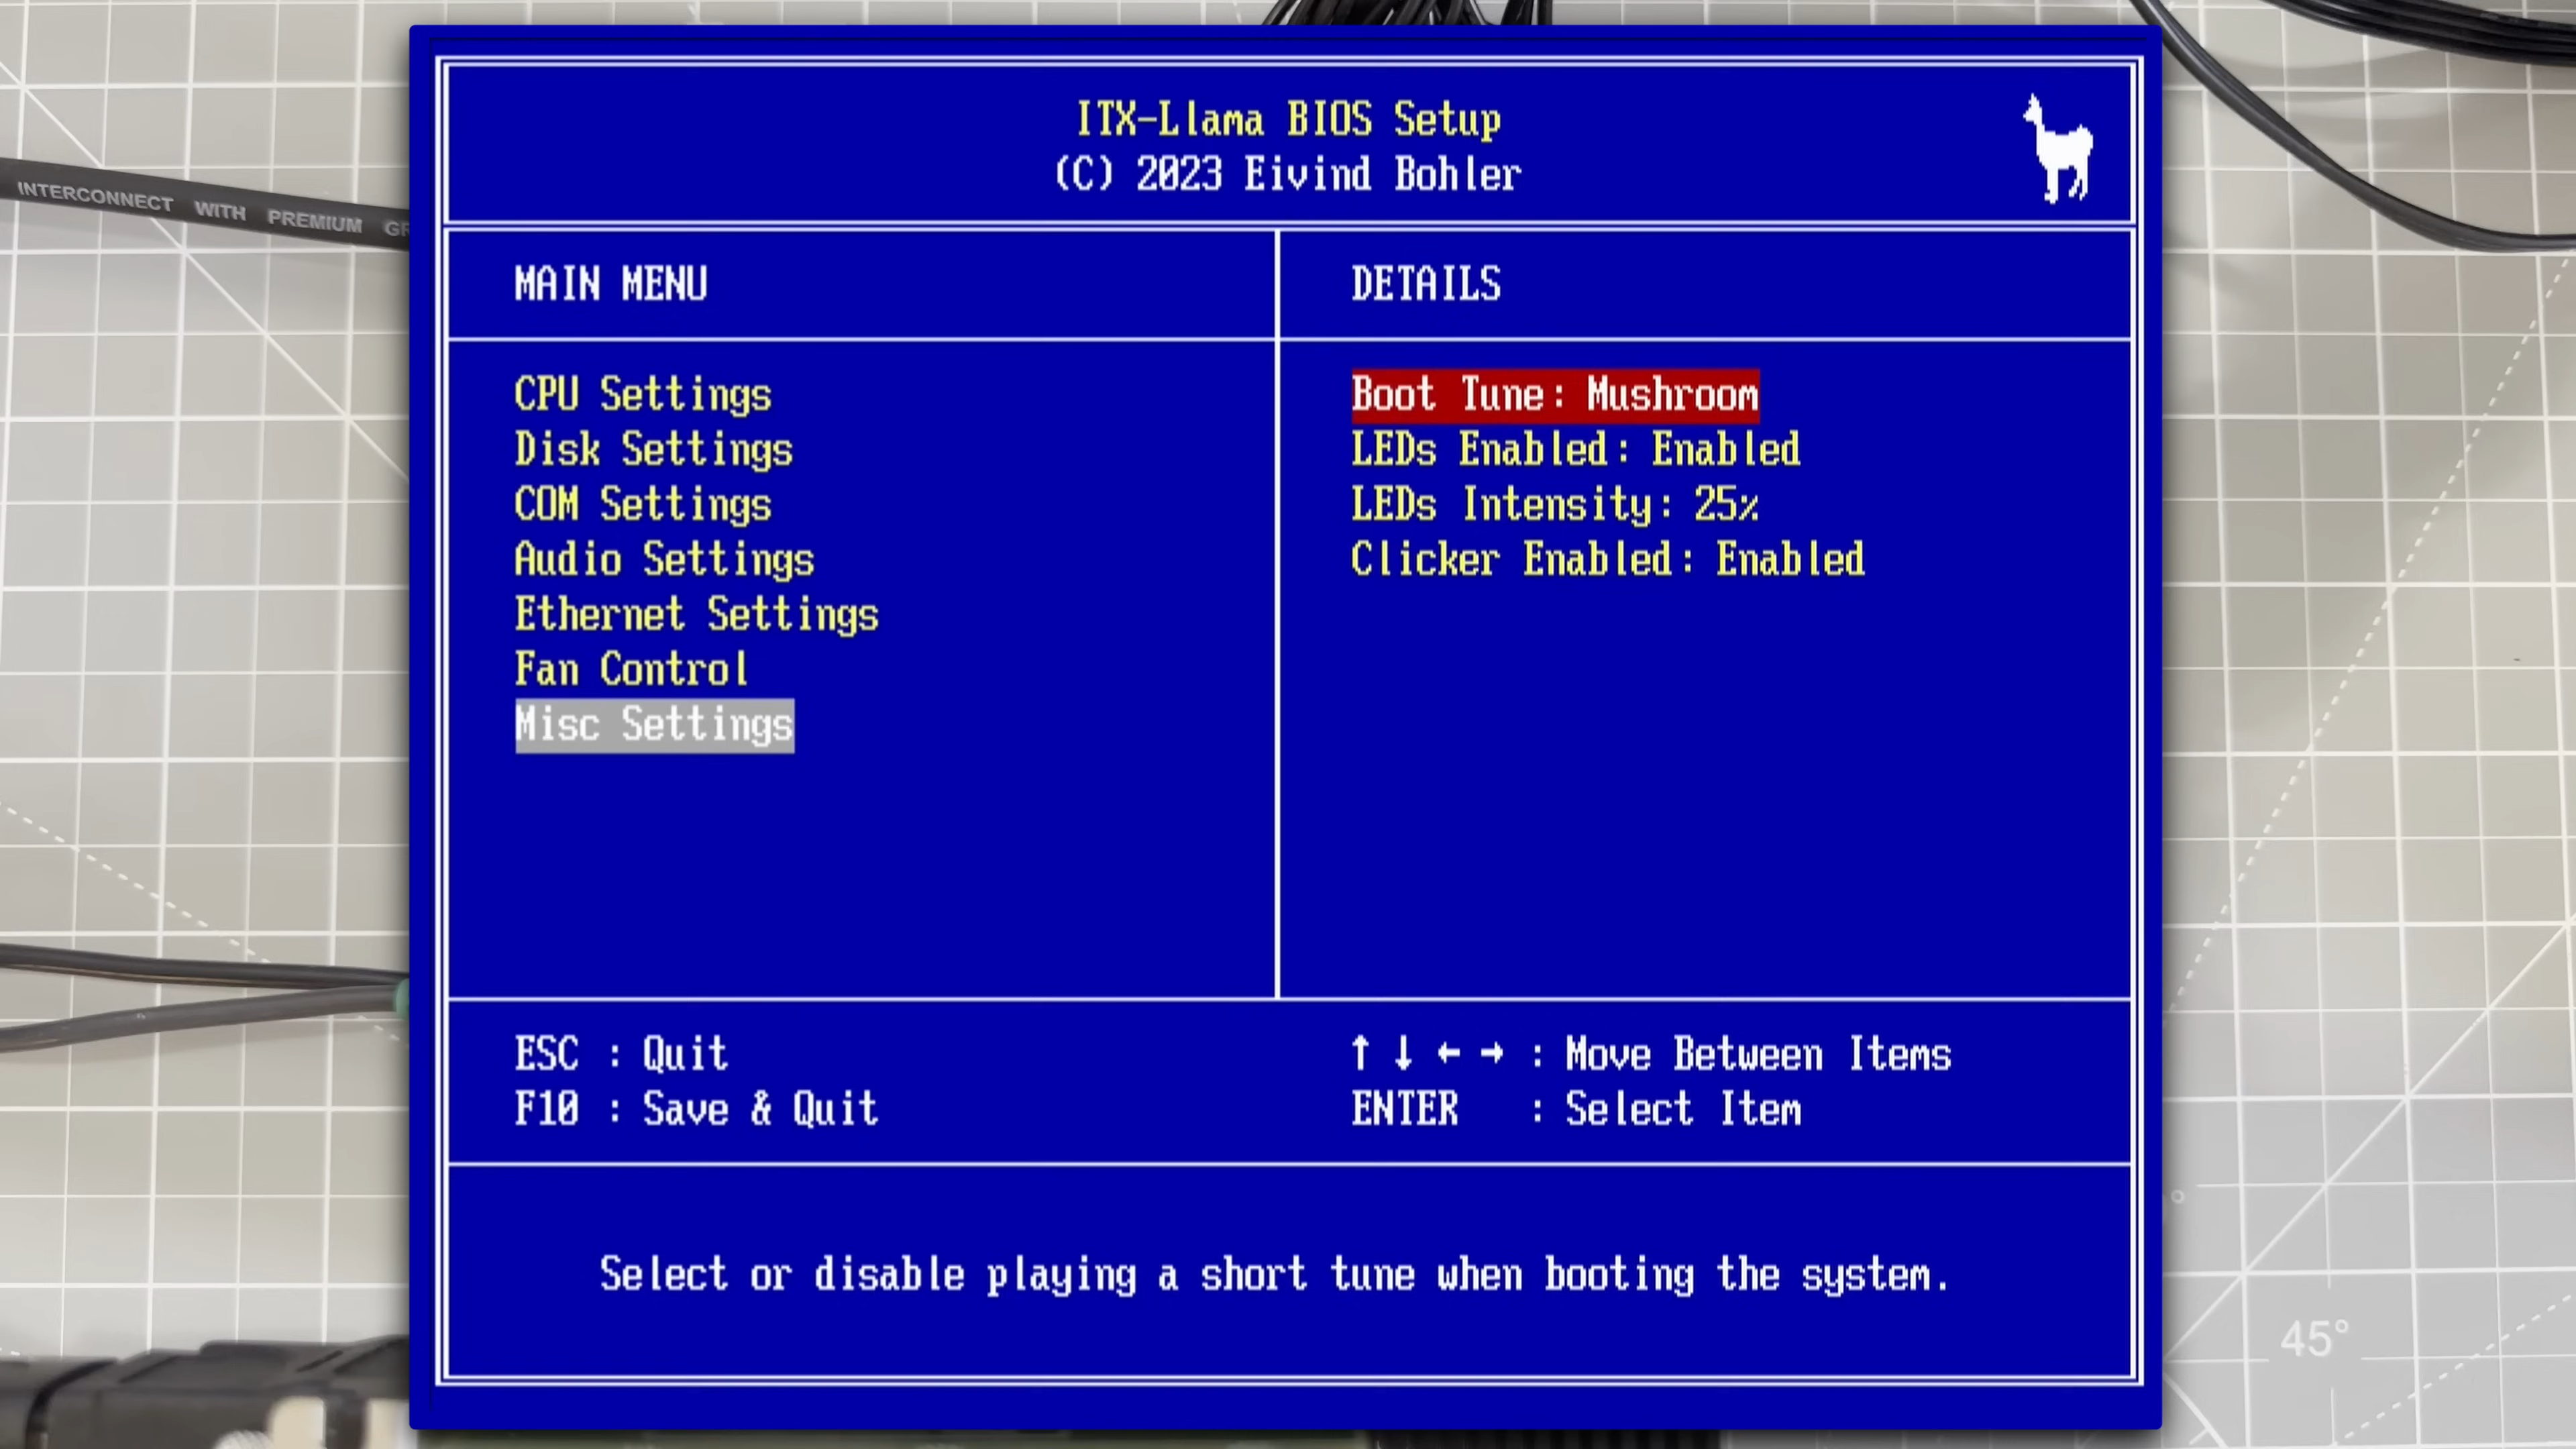 INTERCONNECT WITH PREMIUM
ITX-Llama BIOS Setup
(C) 2023 Eivind Bohler
MAIN MENU
CPU Settings
Disk Settings
COM Settings
Audio Settings
Ethernet Settings
Fan Control
Misc Settings
DETAILS
Boot Tune: Mushroom
LEDs Enabled: Enabled
LEDs Intensity: 25%
Clicker Enabled: Enabled
ESC : Quit
F10 : Save & Quit
↑ ↓ ← → : Move Between Items
ENTER : Select Item
Select or disable playing a short tune when booting the system.
45°